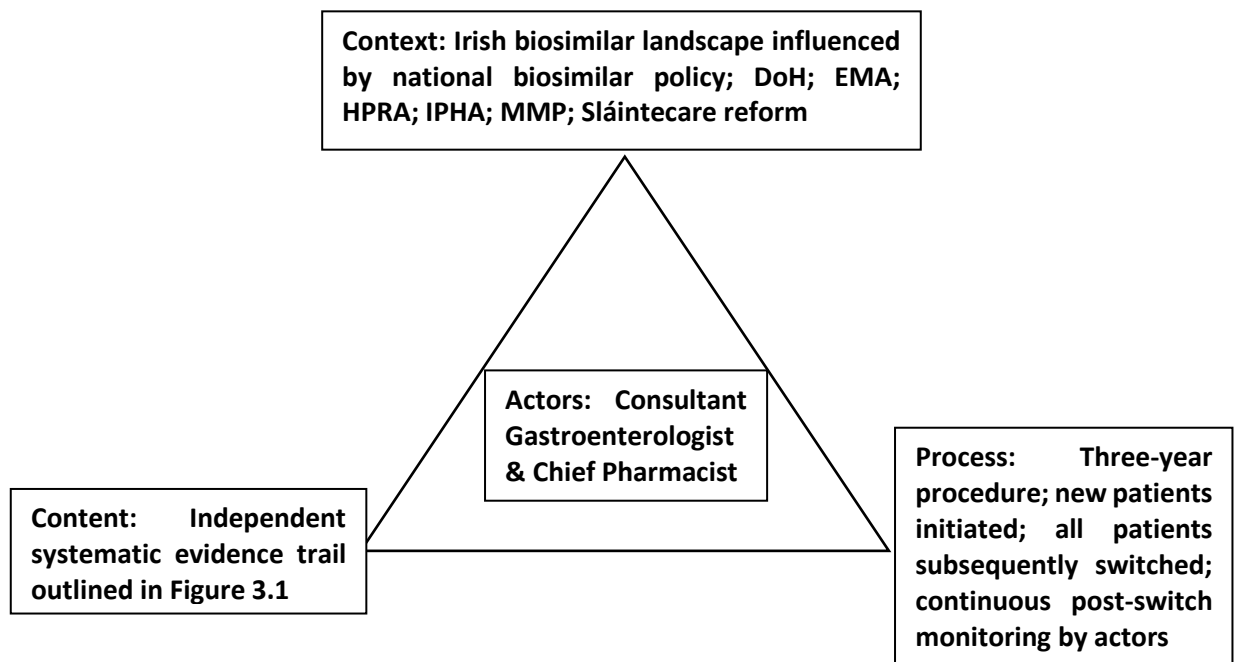 Context: Irish biosimilar landscape influenced
by national biosimilar policy; DoH; EMA;
HPRA; IPHA; MMP; Sláintecare reform
Actors: Consultant
Gastroenterologist
& Chief Pharmacist
Content: Independent
systematic evidence trail
outlined in Figure 3.1
Process: Three-year
procedure; new patients
initiated; all patients
subsequently switched;
continuous post-switch
monitoring by actors